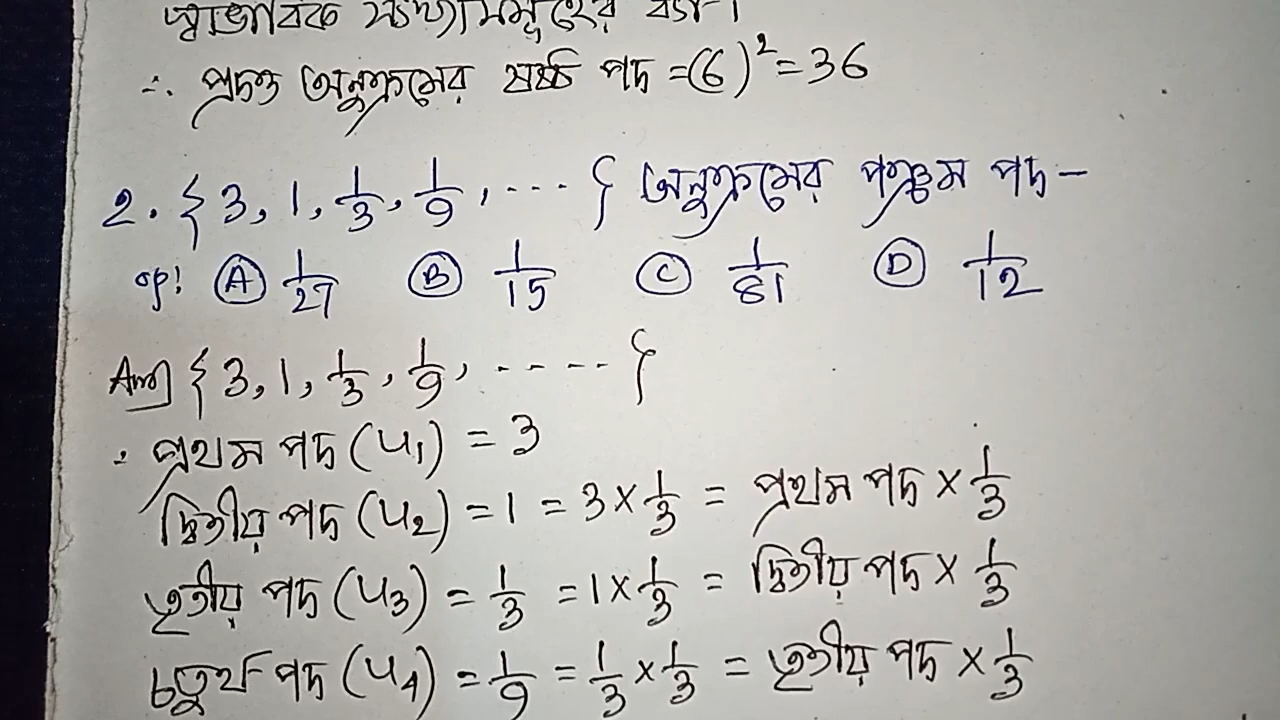 স্বাভাবিক সংখ্যাসমূহের বর্গ।
∴ প্রদত্ত অনুক্রমের ষষ্ঠ পদ =(6)²=36
2. {3, 1, 1/3, 1/9, ....} অনুক্রমের পঞ্চম পদ–
op! Ⓐ 1/27 Ⓑ 1/15 Ⓒ 1/81 Ⓓ 1/12
Ans] {3, 1, 1/3, 1/9, .....}
∴ প্রথম পদ (u₁) = 3
দ্বিতীয় পদ (u₂) = 1 = 3 × 1/3 = প্রথম পদ × 1/3
তৃতীয় পদ (u₃) = 1/3 = 1 × 1/3 = দ্বিতীয় পদ × 1/3
চতুর্থ পদ (u₄) = 1/9 = 1/3 × 1/3 = তৃতীয় পদ × 1/3